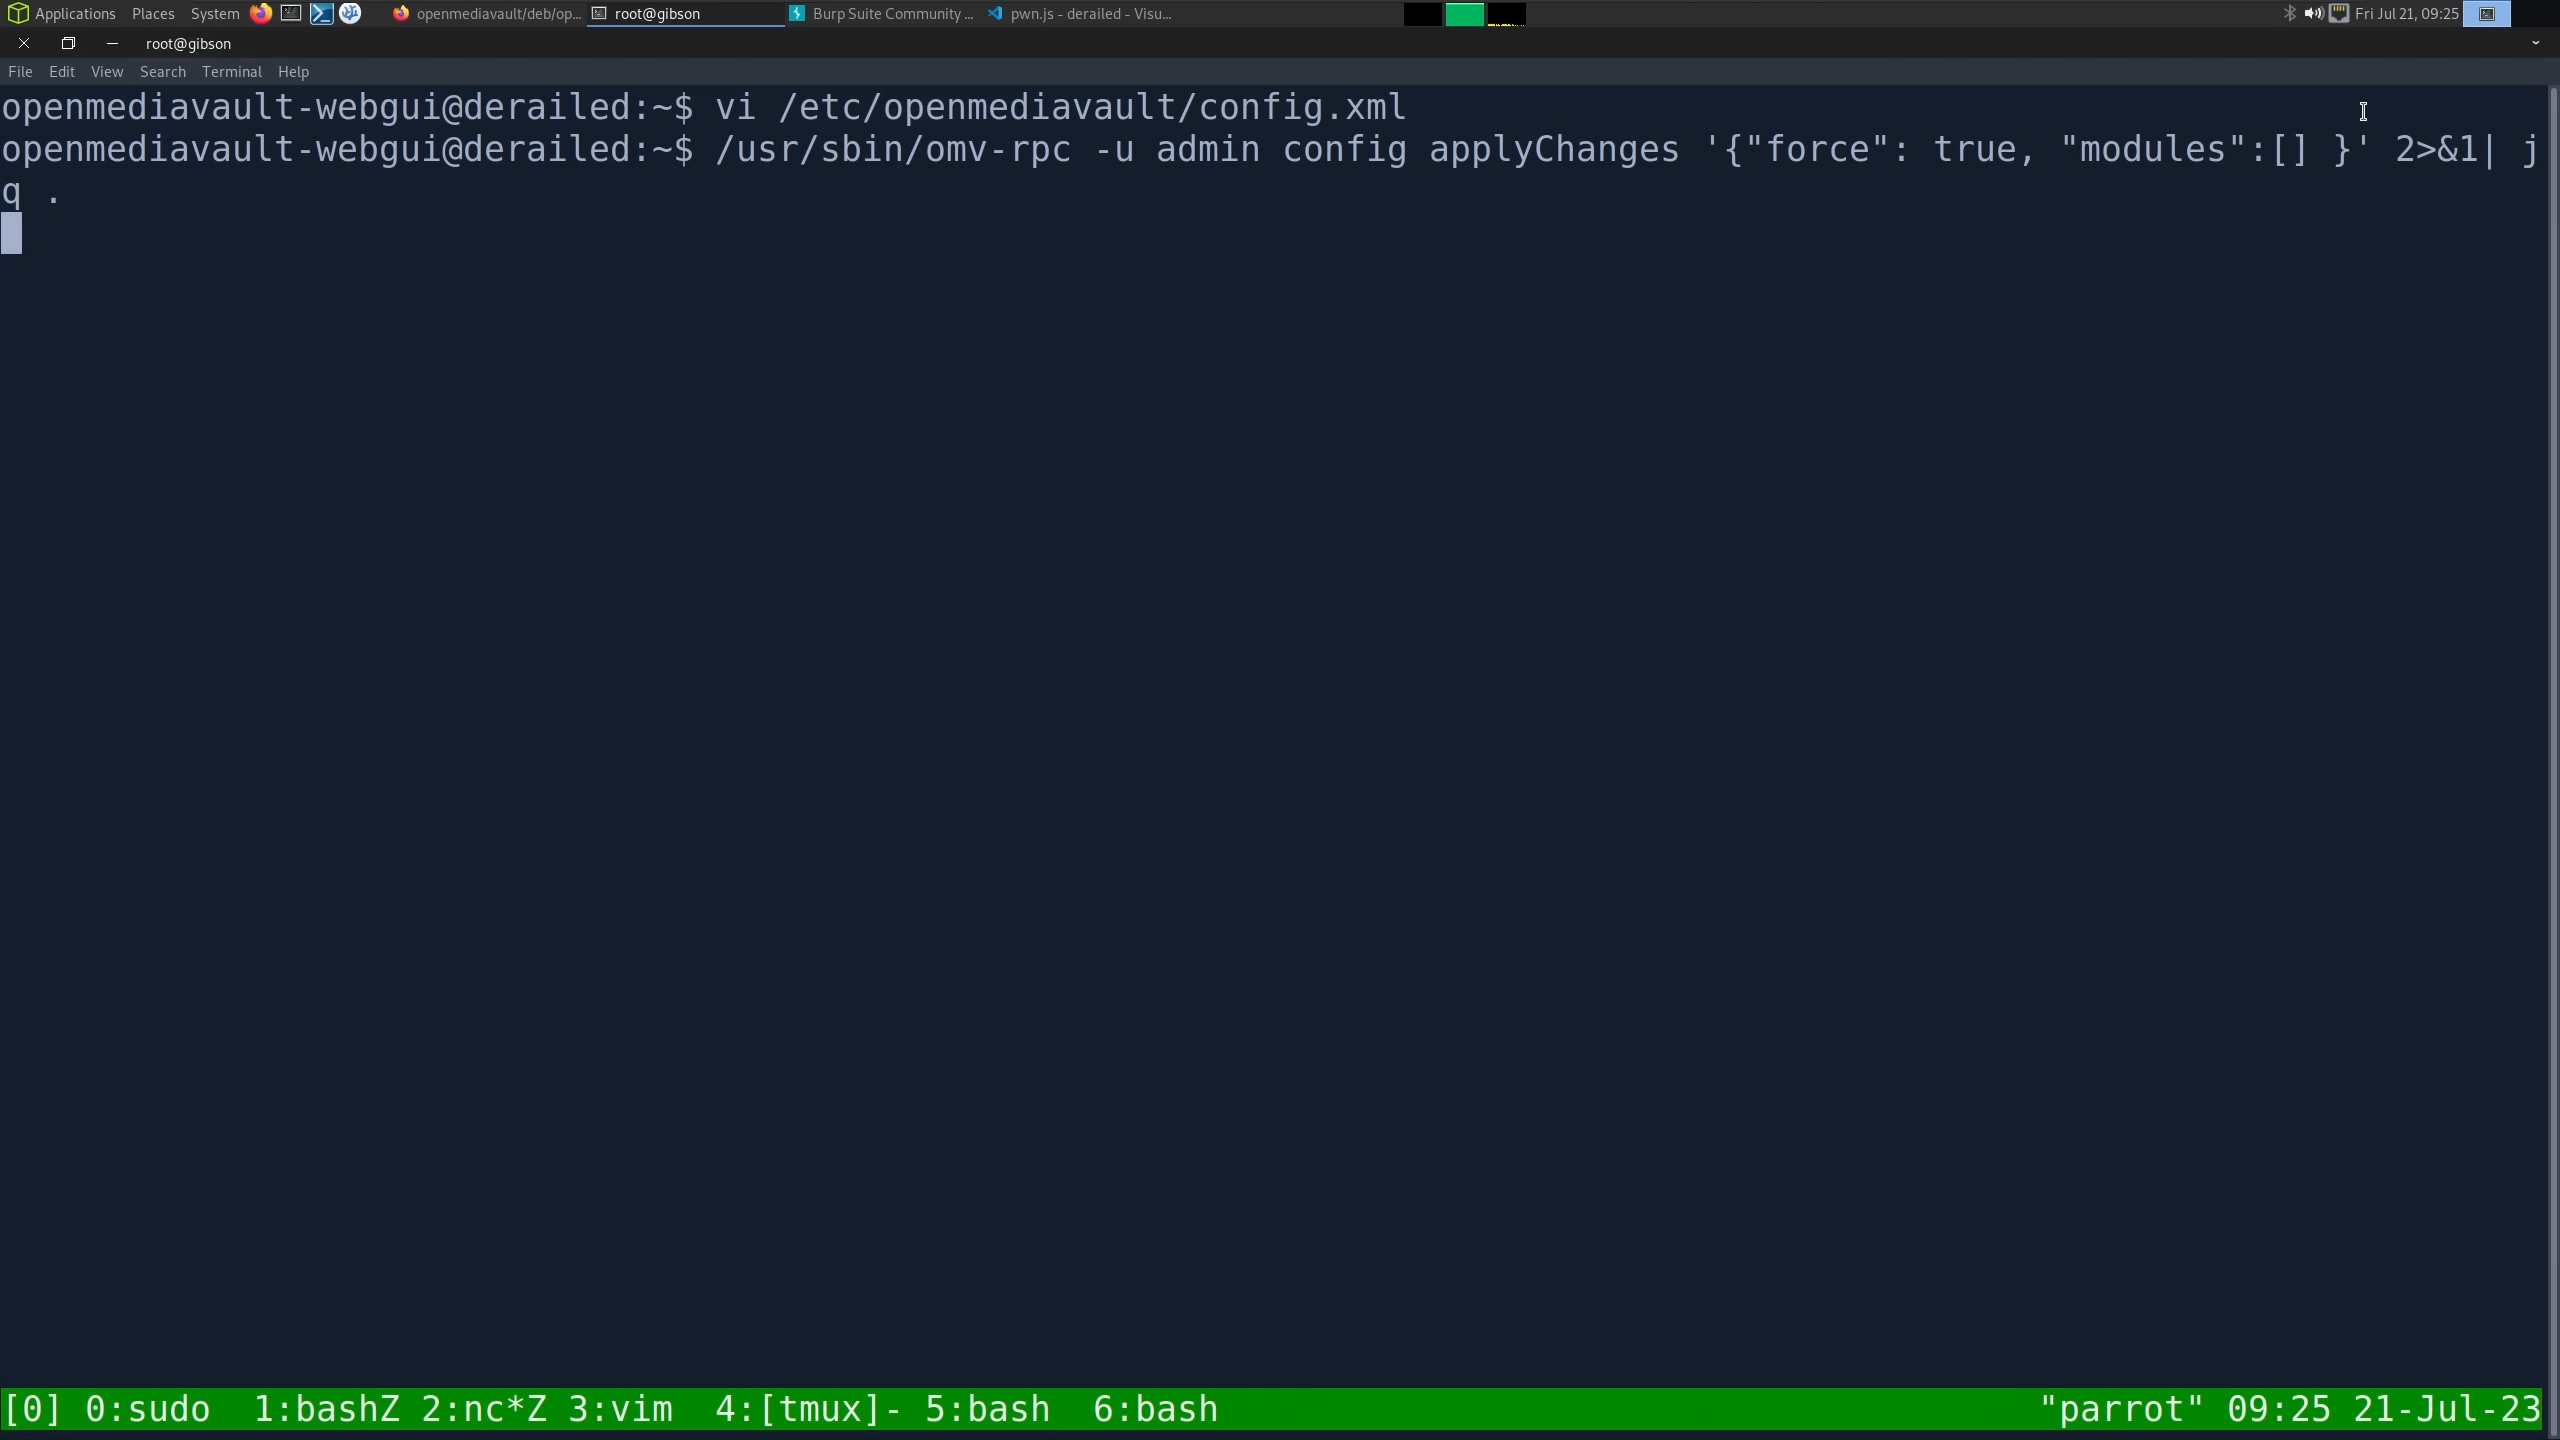 Applications Places System openmediavault/deb/op... root@gibson Burp Suite Community ... pwn.js - derailed - Visu... Fri Jul 21, 09:25
root@gibson
File Edit View Search Terminal Help
openmediavault-webgui@derailed:~$ vi /etc/openmediavault/config.xml
openmediavault-webgui@derailed:~$ /usr/sbin/omv-rpc -u admin config applyChanges '{"force": true, "modules":[] }' 2>&1| j
q .
[0] 0:sudo  1:bashZ 2:nc*Z 3:vim  4:[tmux]- 5:bash  6:bash "parrot" 09:25 21-Jul-23